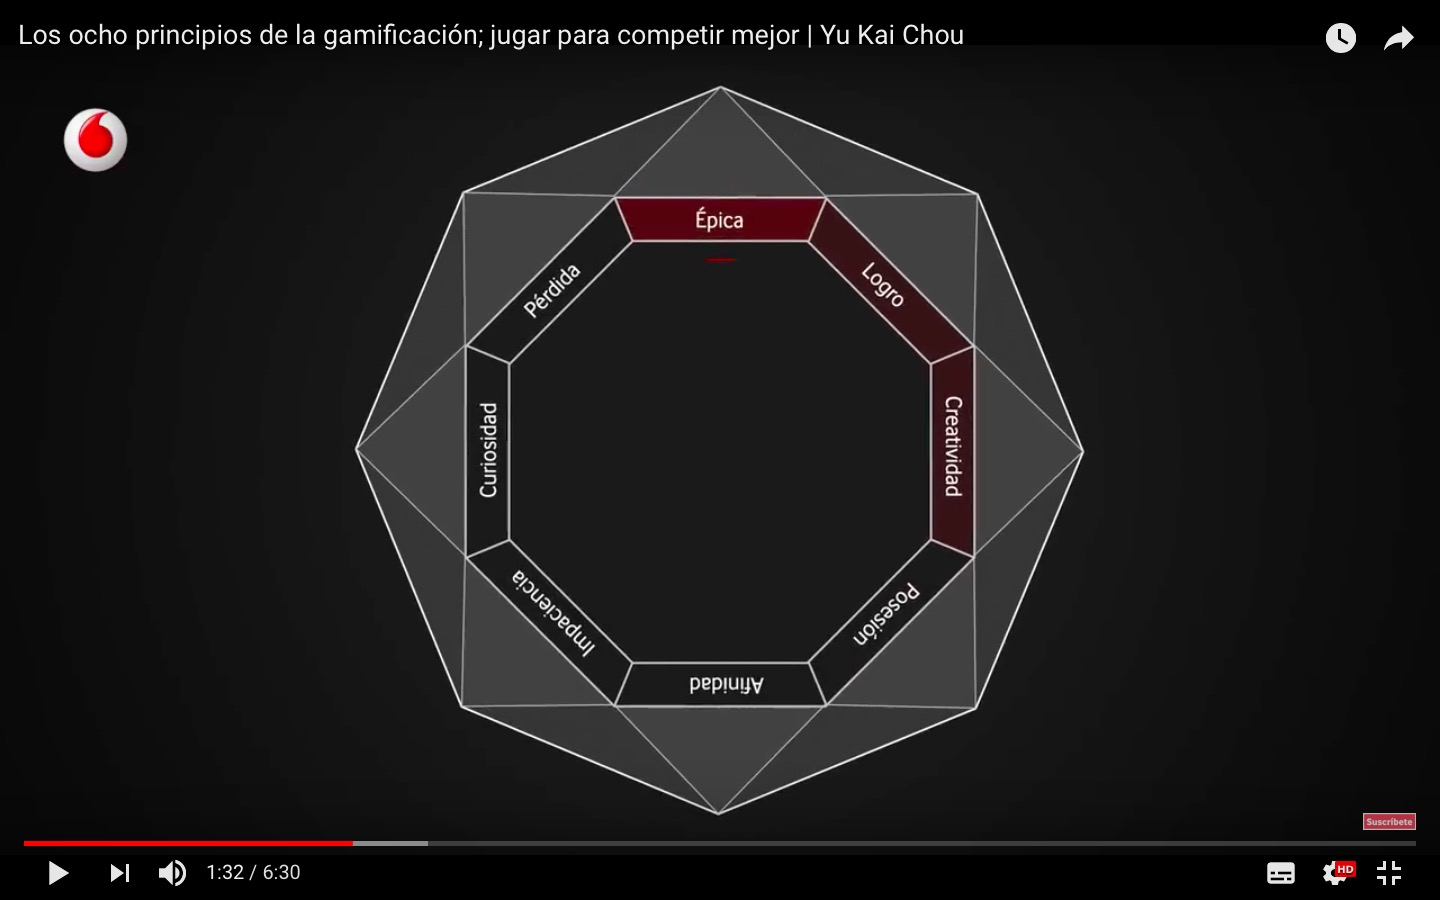 Los ocho principios de la gamificación; jugar para competir mejor | Yu Kai Chou
Épica
Logro
Creatividad
Posesión
Afinidad
Impaciencia
Curiosidad
Pérdida
Suscríbete
1:32 / 6:30
HD